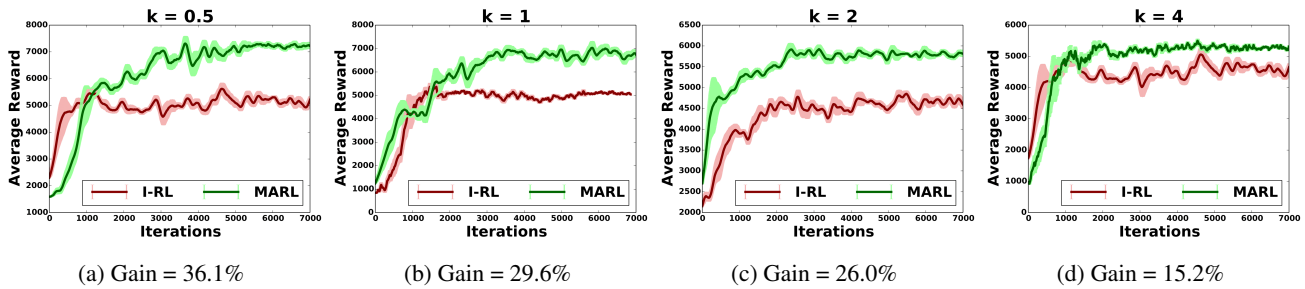 k = 0.5
Average Reward
8000
7000
6000
5000
4000
3000
2000
1000
0 1000 2000 3000 4000 5000 6000 7000
I-RL MARL
Iterations
(a) Gain = 36.1%
k = 1
Average Reward
8000
7000
6000
5000
4000
3000
2000
1000
0
0 1000 2000 3000 4000 5000 6000 7000
I-RL MARL
Iterations
(b) Gain = 29.6%
k = 2
Average Reward
6500
6000
5500
5000
4500
4000
3500
3000
2500
2000
0 1000 2000 3000 4000 5000 6000 7000
I-RL MARL
Iterations
(c) Gain = 26.0%
k = 4
Average Reward
6000
5000
4000
3000
2000
1000
0
0 1000 2000 3000 4000 5000 6000 7000
I-RL MARL
Iterations
(d) Gain = 15.2%